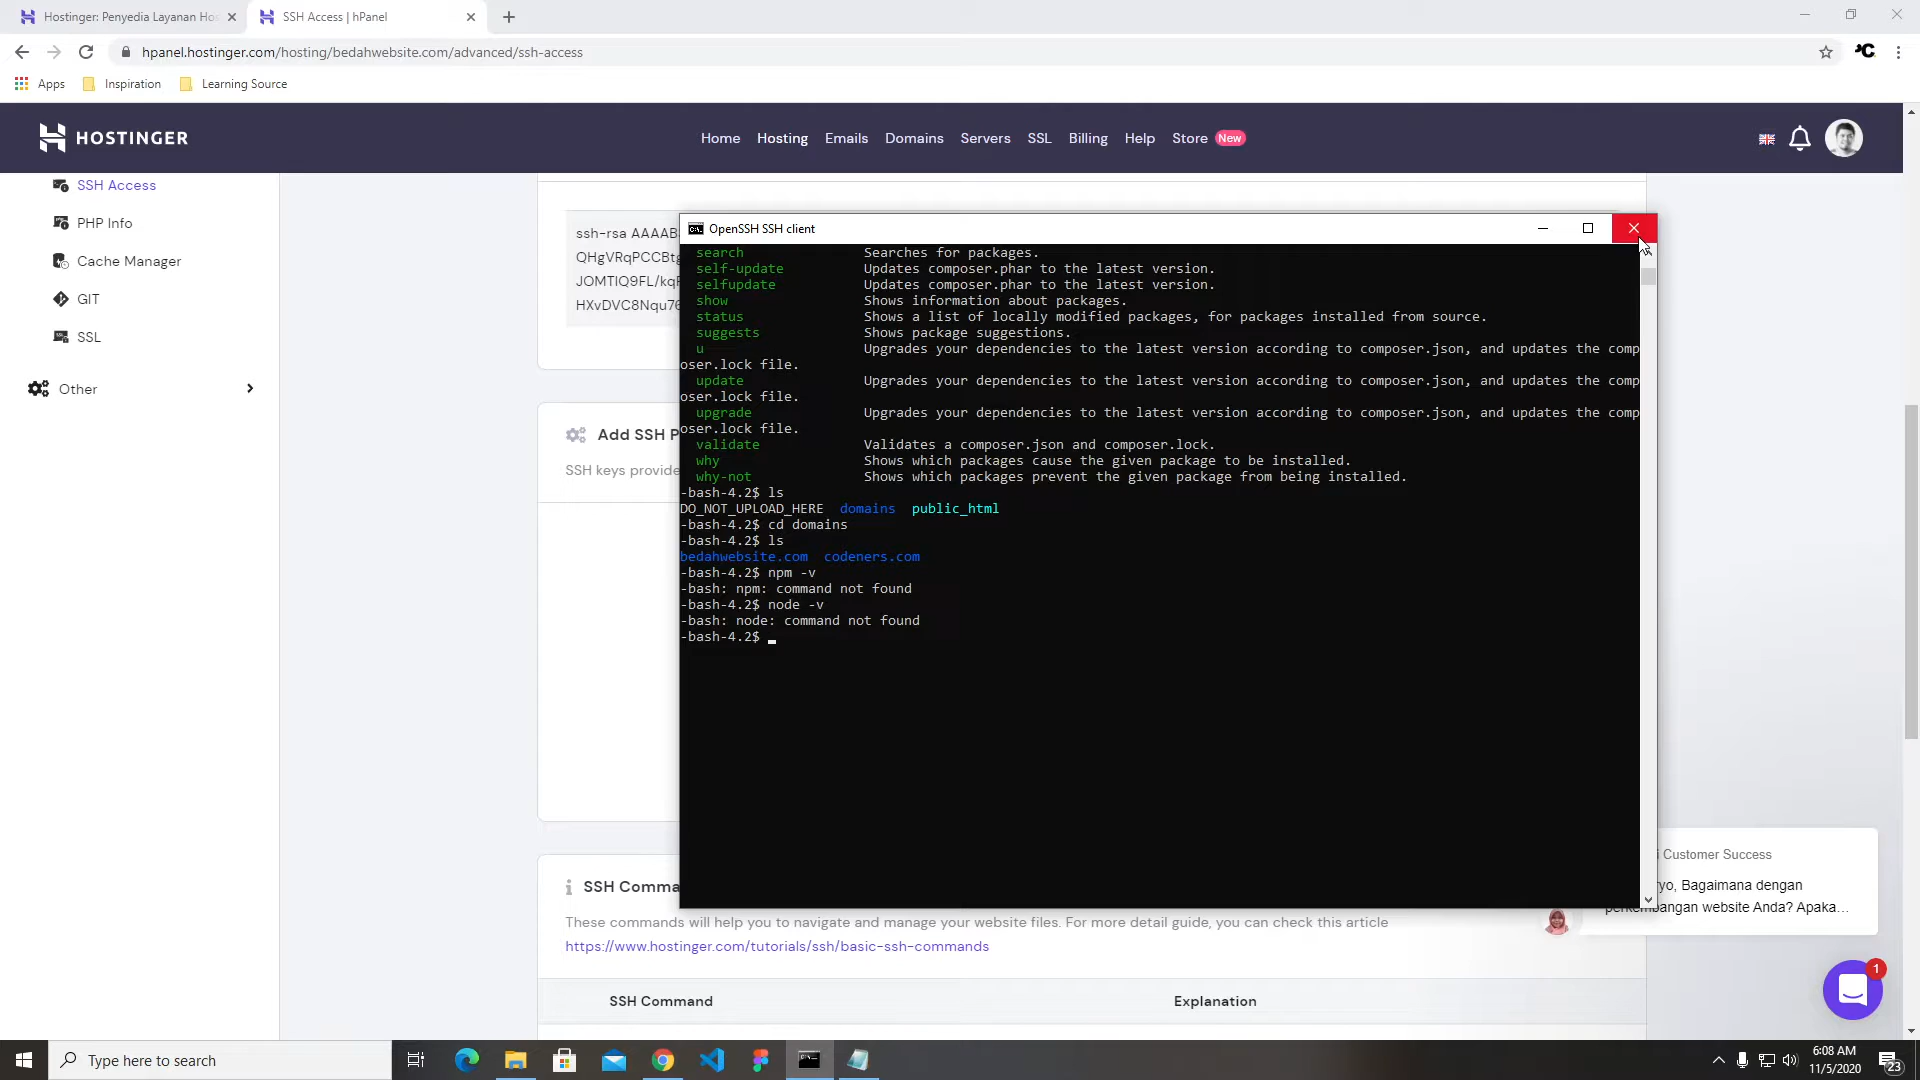 Hostinger: Penyedia Layanan Hos
SSH Access | hPanel
hpanel.hostinger.com/hosting/bedahwebsite.com/advanced/ssh-access
Apps
Inspiration
Learning Source
HOSTINGER
Home
Hosting
Emails
Domains
Servers
SSL
Billing
Help
Store
New
SSH Access
PHP Info
Cache Manager
GIT
SSL
Other
ssh-rsa
QHgVRqPCCBt
JOMTIQ9FL/kq
HXvDVC8Nqu76
Add SSH P
SSH keys provide
OpenSSH SSH client
search Searches for packages.
self-update Updates composer.phar to the latest version.
selfupdate Updates composer.phar to the latest version.
show Shows information about packages.
status Shows a list of locally modified packages, for packages installed from source.
suggests Shows package suggestions.
u Upgrades your dependencies to the latest version according to composer.json, and updates the comp
oser.lock file.
update Upgrades your dependencies to the latest version according to composer.json, and updates the comp
oser.lock file.
upgrade Upgrades your dependencies to the latest version according to composer.json, and updates the comp
oser.lock file.
validate Validates a composer.json and composer.lock.
why Shows which packages cause the given package to be installed.
why-not Shows which packages prevent the given package from being installed.
-bash-4.2$ ls
DO_NOT_UPLOAD_HERE domains public_html
-bash-4.2$ cd domains
-bash-4.2$ ls
bedahwebsite.com codeners.com
-bash-4.2$ npm -v
-bash: npm: command not found
-bash-4.2$ node -v
-bash: node: command not found
-bash-4.2$
SSH Comma
These commands will help you to navigate and manage your website files. For more detail guide, you can check this article
https://www.hostinger.com/tutorials/ssh/basic-ssh-commands
SSH Command
Explanation
Customer Success
yo, Bagaimana dengan
perkembangan website Anda? Apaka...
1
Type here to search
6:08 AM
11/5/2020
23